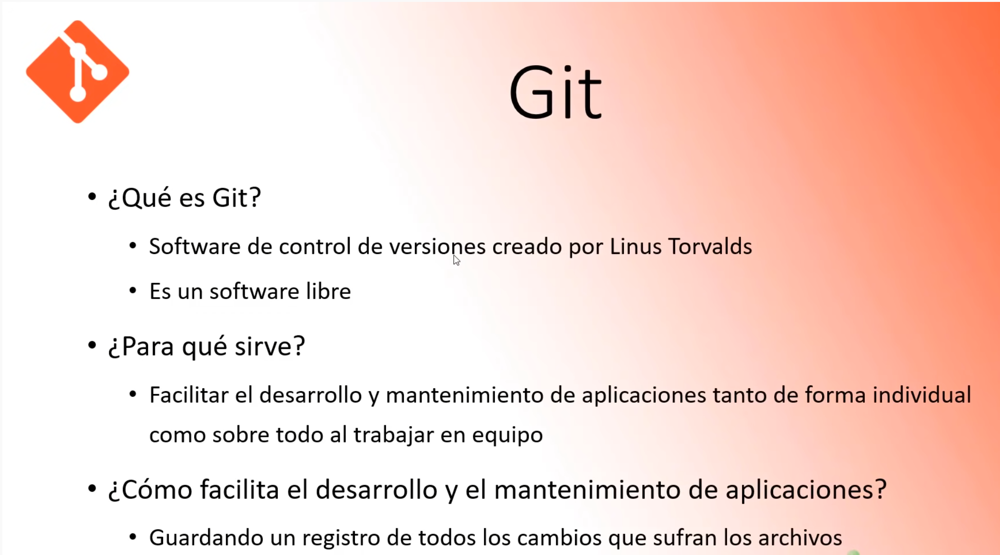 Git
• ¿Qué es Git?
• Software de control de versiones creado por Linus Torvalds
• Es un software libre
• ¿Para qué sirve?
• Facilitar el desarrollo y mantenimiento de aplicaciones tanto de forma individual
como sobre todo al trabajar en equipo
• ¿Cómo facilita el desarrollo y el mantenimiento de aplicaciones?
• Guardando un registro de todos los cambios que sufran los archivos